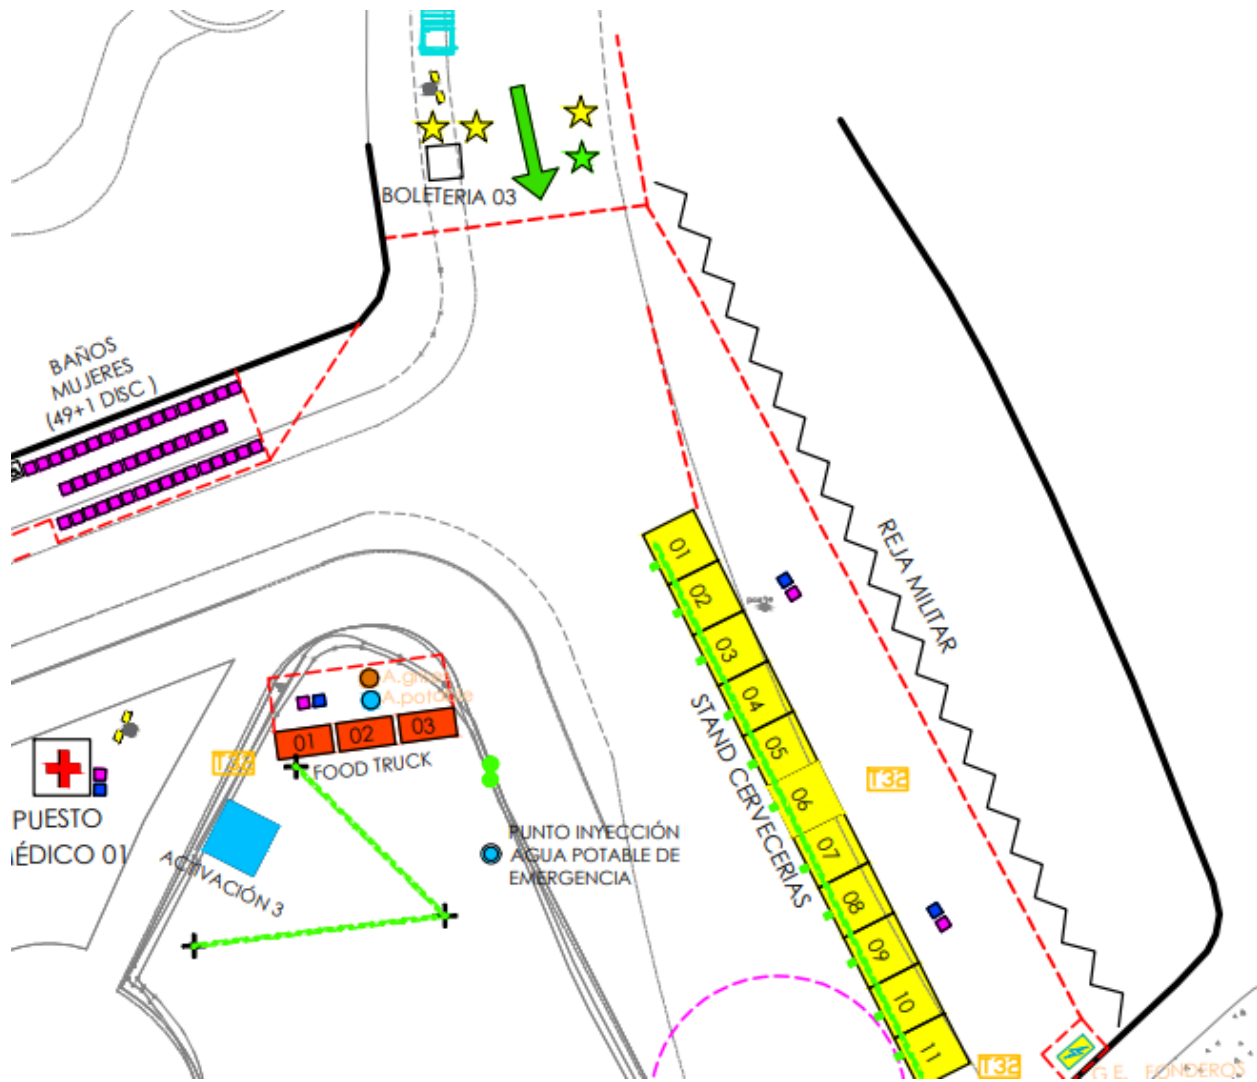 BOLETERIA 03
BAÑOS
MUJERES
(49+1 DISC )
REJA MILITAR
01
02
03
04
05
06
07
08
09
10
11
STAND CERVECERIAS
A.potable
01
02
03
FOOD TRUCK
PUESTO
ÉDICO 01
ACTIVACIÓN 3
PUNTO INYECCIÓN
AGUA POTABLE DE
EMERGENCIA
G.E. FONDEROS